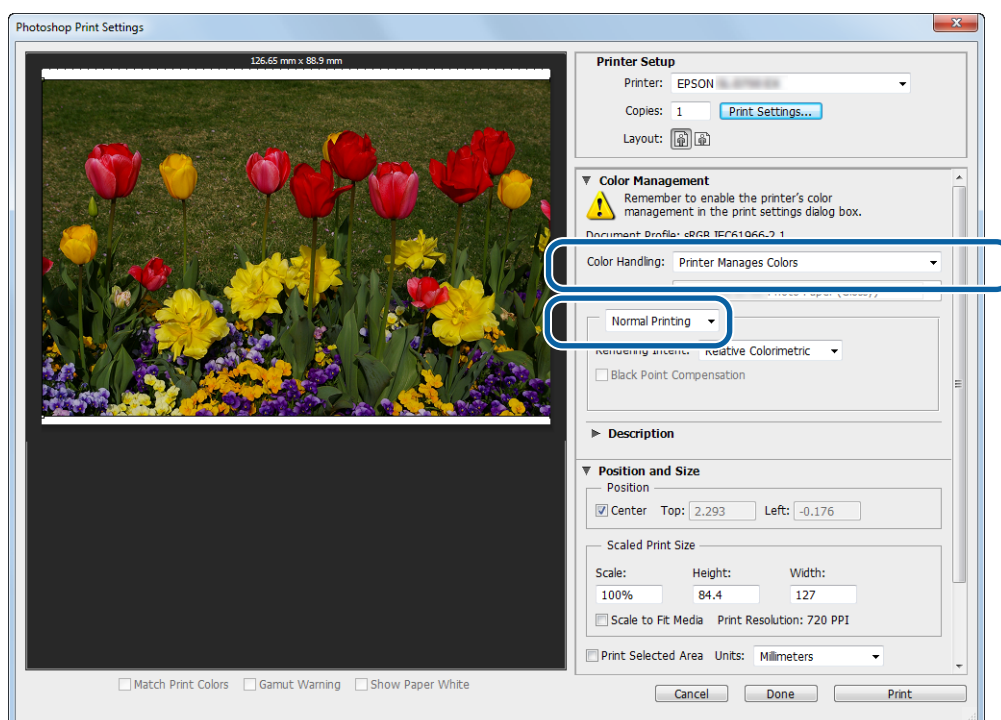 Photoshop Print Settings
126.65 mm x 88.9 mm
Printer Setup
Printer: EPSON
Copies: 1 Print Settings...
Layout:
Color Management
Remember to enable the printer's color
management in the print settings dialog box.
Document Profile: sRGB IEC61966-2.1
Color Handling: Printer Manages Colors
Photo Paper (Glossy)
Normal Printing
Rendering Intent: Relative Colorimetric
Black Point Compensation
Description
Position and Size
Position
Center Top: 2.293 Left: -0.176
Scaled Print Size
Scale: Height: Width:
100% 84.4 127
Scale to Fit Media Print Resolution: 720 PPI
Print Selected Area Units: Millimeters
Match Print Colors Gamut Warning Show Paper White
Cancel Done Print